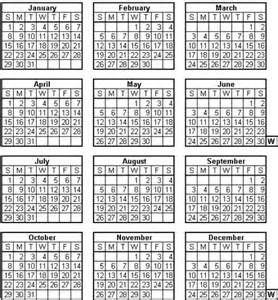 January
S M T W T F S
1 2 3 4 5 6 7
8 9 10 11 12 13 14
15 16 17 18 19 20 21
22 23 24 25 26 27 28
29 30 31
February
S M T W T F S
1 2 3 4
5 6 7 8 9 10 11
12 13 14 15 16 17 18
19 20 21 22 23 24 25
26 27 28 29 30
March
S M T W T F S
1 2
3 4 5 6 7 8 9
10 11 12 13 14 15 16
17 18 19 20 21 22 23
24 25 26 27 28 29 30
April
S M T W T F S
1 2 3 4 5 6 7
8 9 10 11 12 13 14
15 16 17 18 19 20 21
22 23 24 25 26 27 28
29 30 31
May
S M T W T F S
1 2 3 4
5 6 7 8 9 10 11
12 13 14 15 16 17 18
19 20 21 22 23 24 25
26 27 28 29 30
June
S M T W T F S
1 2
3 4 5 6 7 8 9
10 11 12 13 14 15 16
17 18 19 20 21 22 23
24 25 26 27 28 29 30 W
July
S M T W T F S
1 2 3 4 5 6 7
8 9 10 11 12 13 14
15 16 17 18 19 20 21
22 23 24 25 26 27 28
29 30 31
August
S M T W T F S
1 2 3 4
5 6 7 8 9 10 11
12 13 14 15 16 17 18
19 20 21 22 23 24 25
26 27 28 29 30
September
S M T W T F S
1 2
3 4 5 6 7 8 9
10 11 12 13 14 15 16
17 18 19 20 21 22 23
24 25 26 27 28 29 30
October
S M T W T F S
1 2 3 4 5 6 7
8 9 10 11 12 13 14
15 16 17 18 19 20 21
22 23 24 25 26 27 28
29 30 31
November
S M T W T F S
1 2 3 4
5 6 7 8 9 10 11
12 13 14 15 16 17 18
19 20 21 22 23 24 25
26 27 28 29 30
December
S M T W T F S
1 2
3 4 5 6 7 8 9
10 11 12 13 14 15 16
17 18 19 20 21 22 23
24 25 26 27 28 29 30 W